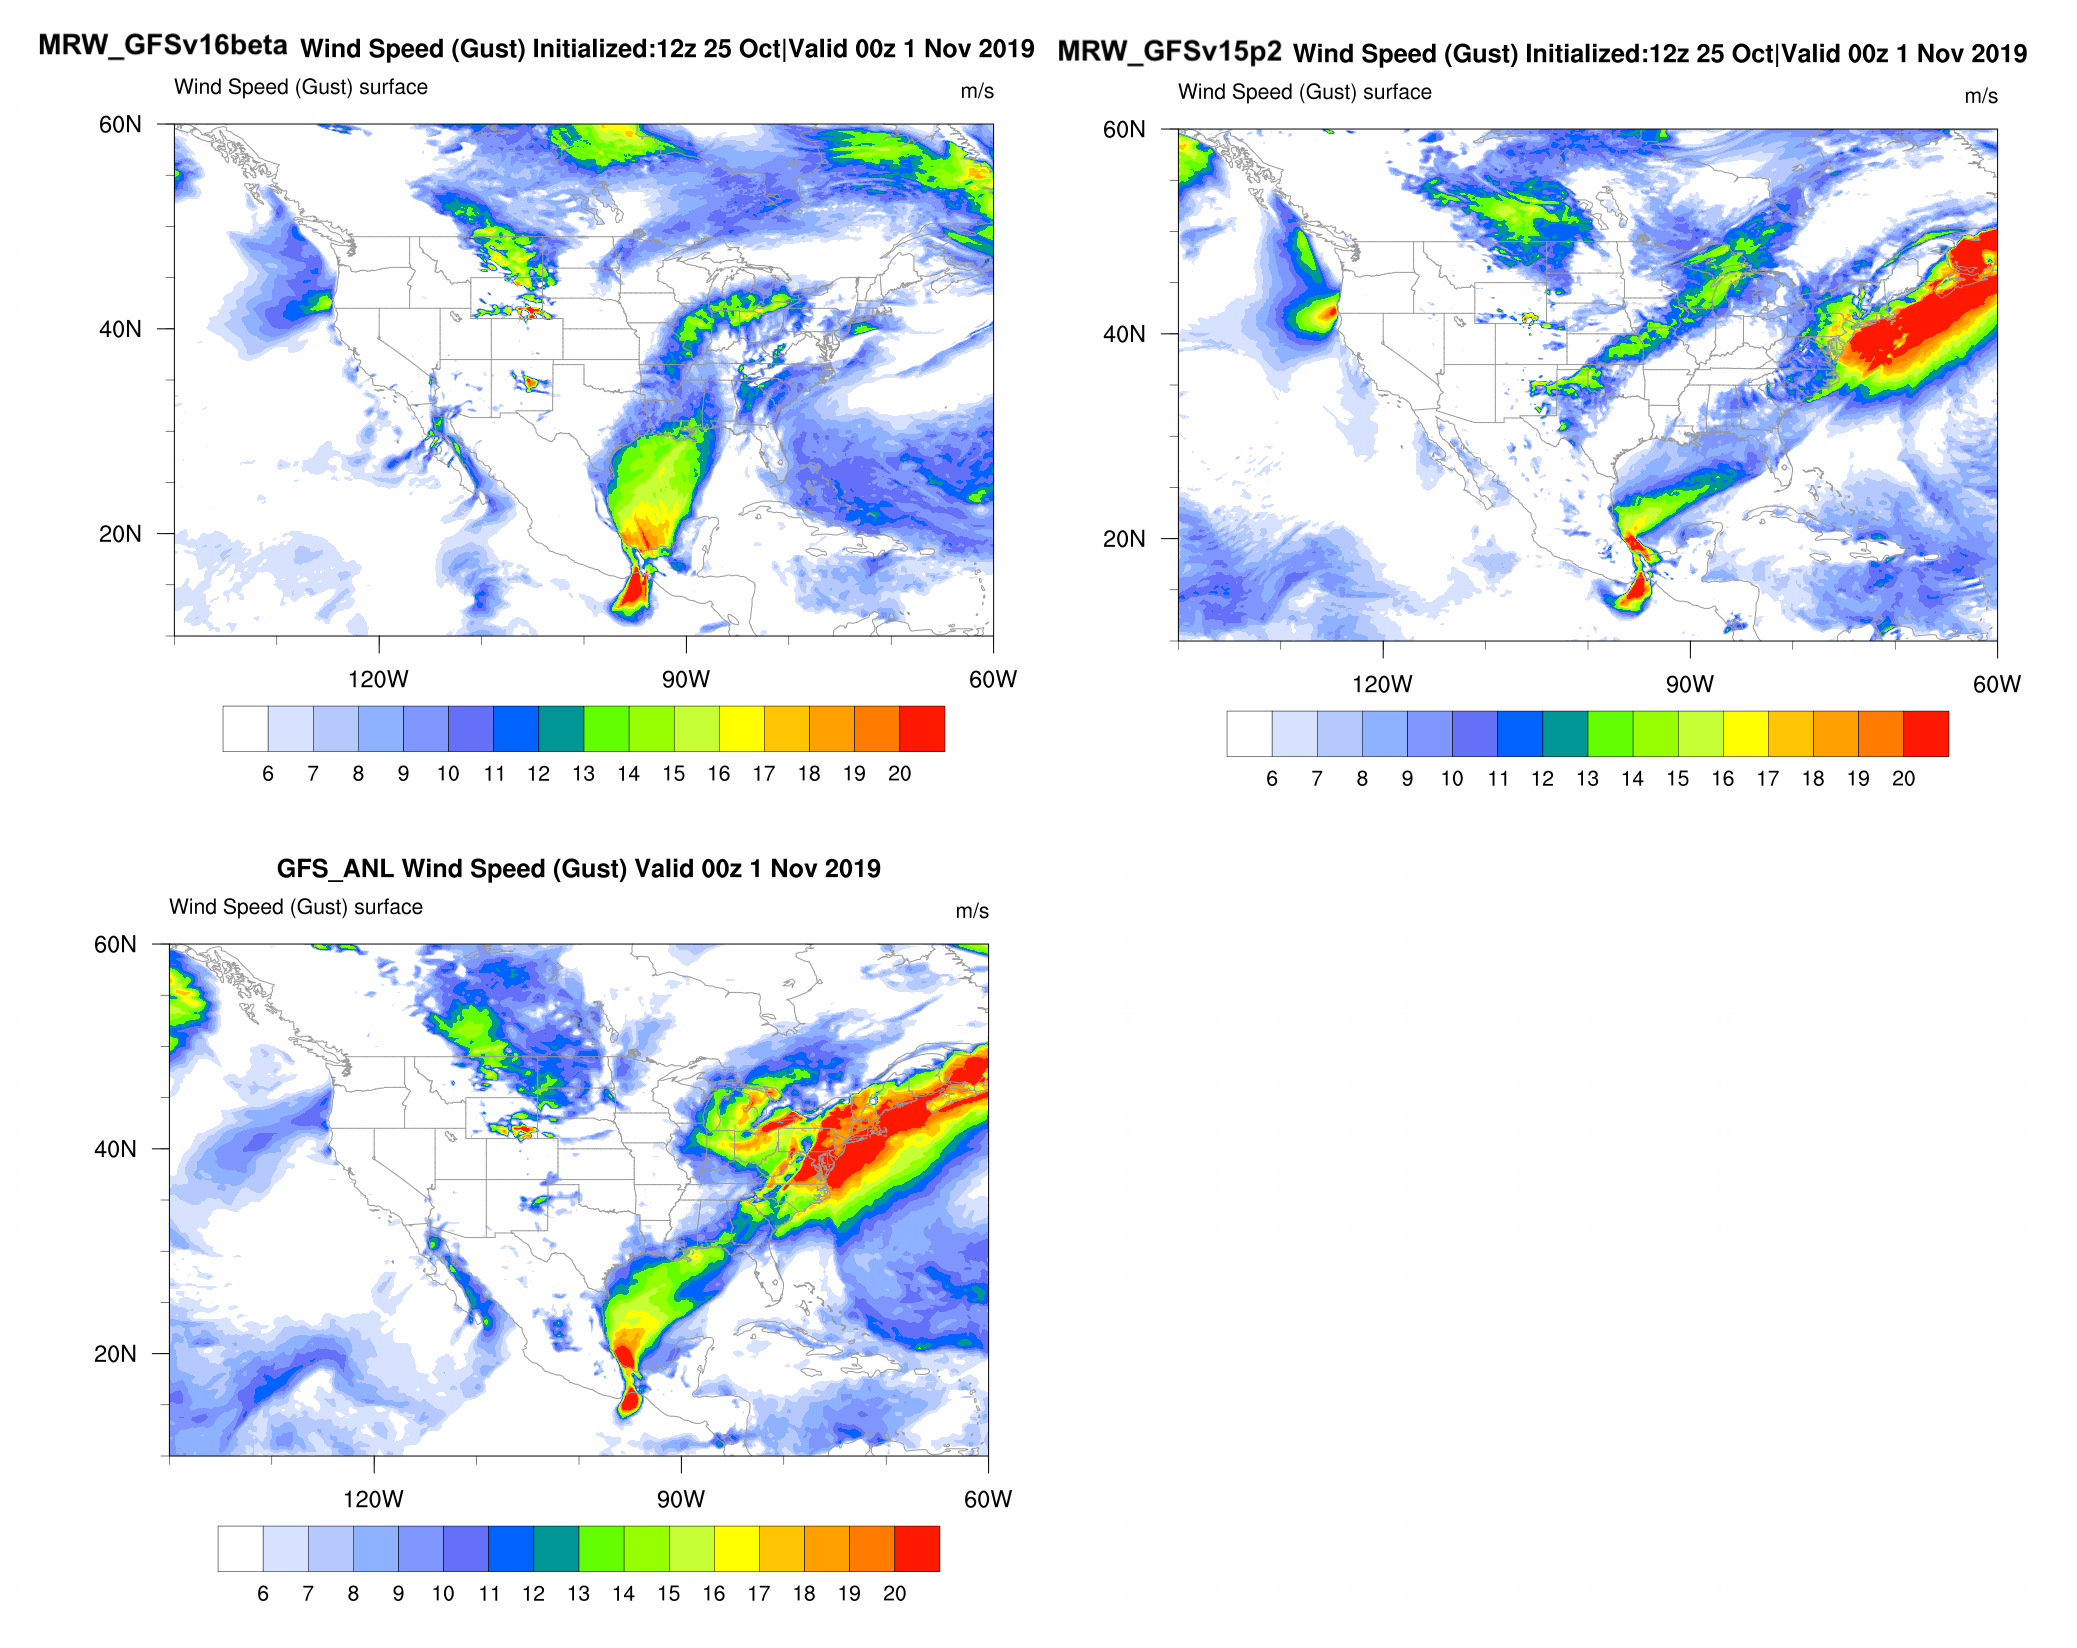 MRW_GFSv16beta Wind Speed (Gust) Initialized:12z 25 Oct|Valid 00z 1 Nov 2019
Wind Speed (Gust) surface m/s
60N
40N
20N
120W 90W 60W
6 7 8 9 10 11 12 13 14 15 16 17 18 19 20
MRW_GFSv15p2 Wind Speed (Gust) Initialized:12z 25 Oct|Valid 00z 1 Nov 2019
Wind Speed (Gust) surface m/s
60N
40N
20N
120W 90W 60W
6 7 8 9 10 11 12 13 14 15 16 17 18 19 20
GFS_ANL Wind Speed (Gust) Valid 00z 1 Nov 2019
Wind Speed (Gust) surface m/s
60N
40N
20N
120W 90W 60W
6 7 8 9 10 11 12 13 14 15 16 17 18 19 20